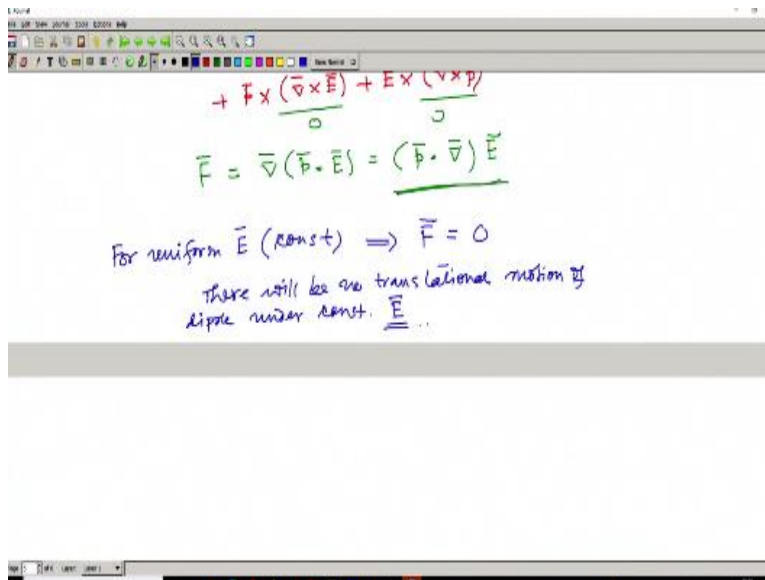 + p̄ × (∇̄ × Ē) + E × (∇ × p)
0 0
F̄ = ∇̄ (p̄ . Ē) = (p̄ . ∇̄) Ē
For uniform Ē (const) ⟹ F̄ = 0
There will be no translational motion of
dipole under const. Ē ..